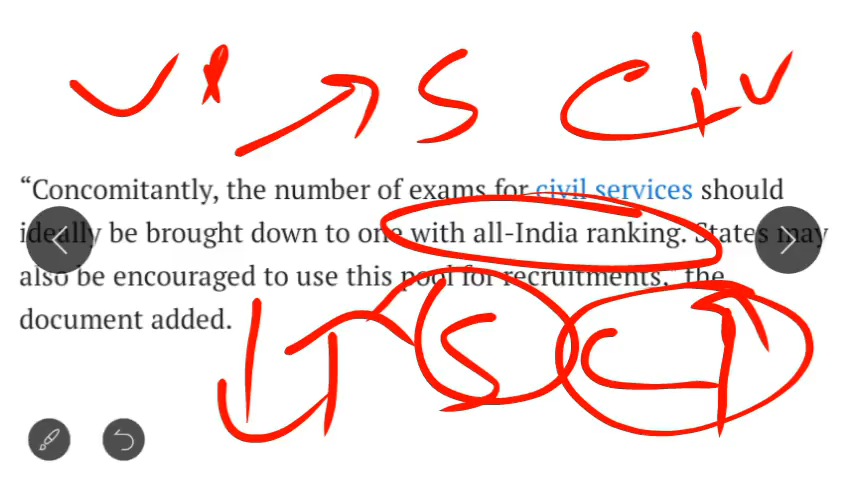 S
“Concomitantly, the number of exams for civil services should
ideally be brought down to one with all-India ranking. States may
also be encouraged to use this pool for recruitments,” the
document added.
S